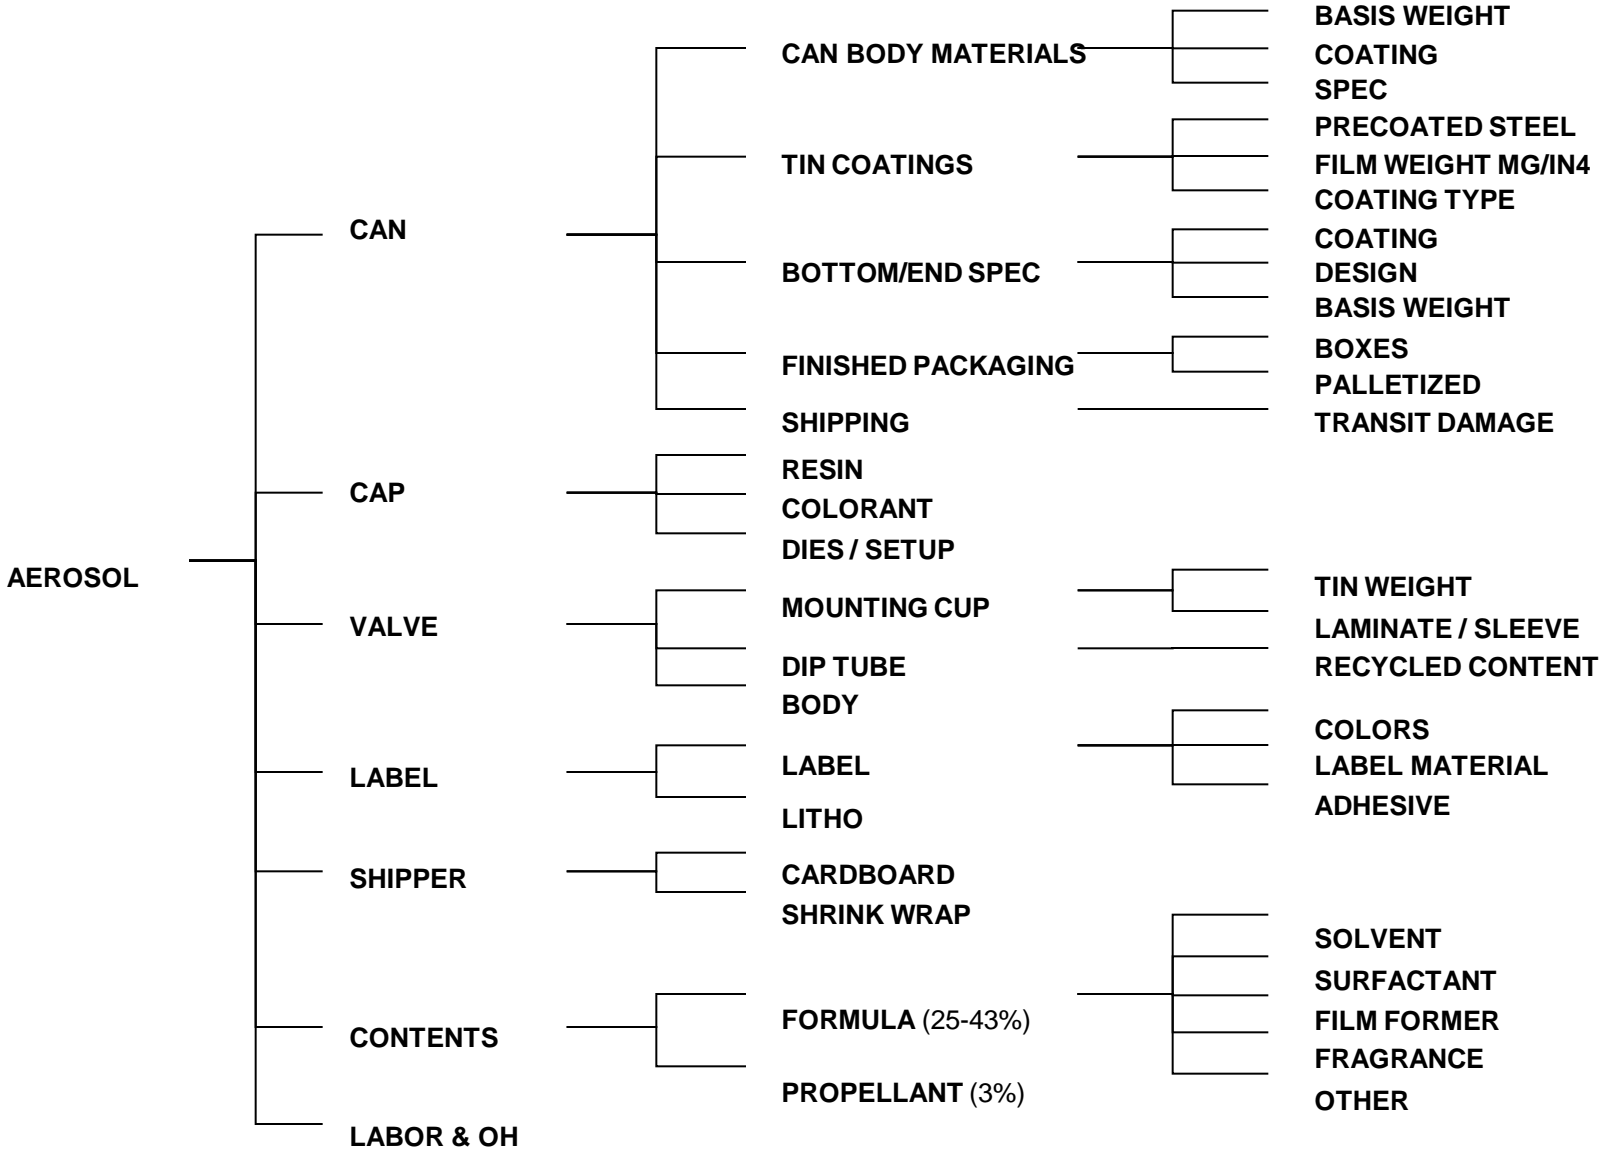 AEROSOL
CAN
CAN BODY MATERIALS
BASIS WEIGHT
COATING
SPEC
TIN COATINGS
PRECOATED STEEL
FILM WEIGHT MG/IN4
COATING TYPE
BOTTOM/END SPEC
COATING
DESIGN
BASIS WEIGHT
FINISHED PACKAGING
BOXES
PALLETIZED
SHIPPING
TRANSIT DAMAGE
CAP
RESIN
COLORANT
DIES / SETUP
VALVE
MOUNTING CUP
TIN WEIGHT
LAMINATE / SLEEVE
DIP TUBE
RECYCLED CONTENT
BODY
LABEL
LABEL
COLORS
LABEL MATERIAL
ADHESIVE
LITHO
SHIPPER
CARDBOARD
SHRINK WRAP
CONTENTS
FORMULA (25-43%)
SOLVENT
SURFACTANT
FILM FORMER
FRAGRANCE
OTHER
PROPELLANT (3%)
LABOR & OH